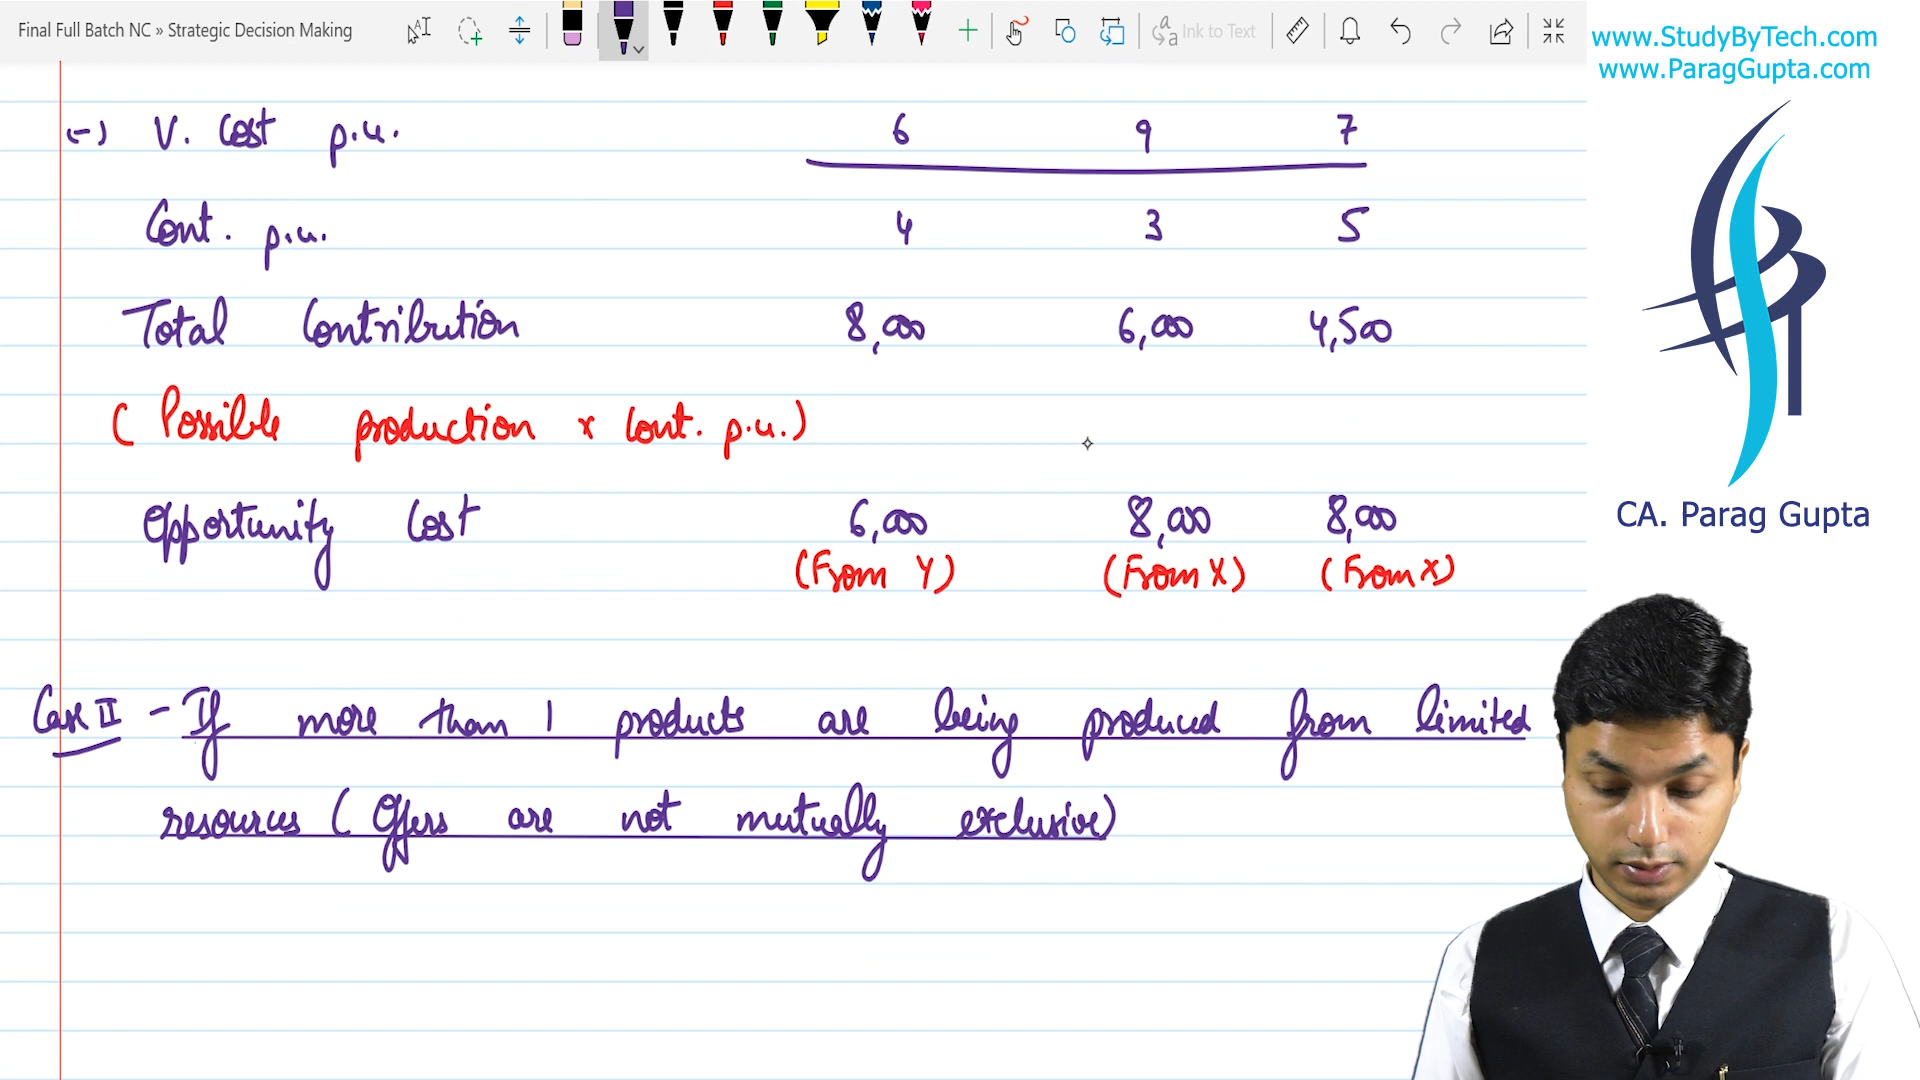 Final Full Batch NC » Strategic Decision Making
Ink to Text
www.StudyByTech.com
www.ParagGupta.com
(-) V. Cost p.u. 6 9 7
Cont. p.u. 4 3 5
Total Contribution 8,000 6,000 4,500
( Possible production x Cont. p.u.)
Opportunity Cost 6,000 8,000 8,000
(From Y) (From X) (From X)
CA. Parag Gupta
Case II - If more than 1 products are being produced from limited
resources ( Offers are not mutually exclusive)